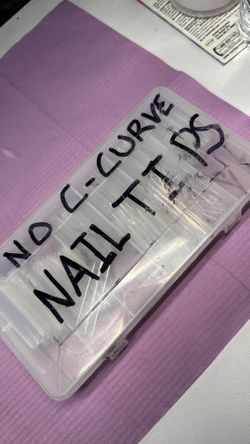 NO C-CURVE
NAIL TIPS